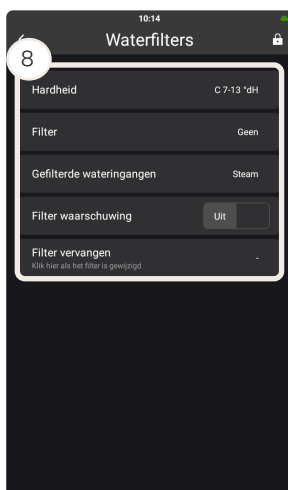 10:14
Waterfilters
8
Hardheid C 7-13 °dH
Filter Geen
Gefilterde wateringangen Steam
Filter waarschuwing Uit
Filter vervangen -
Klik hier als het filter is gewijzigd